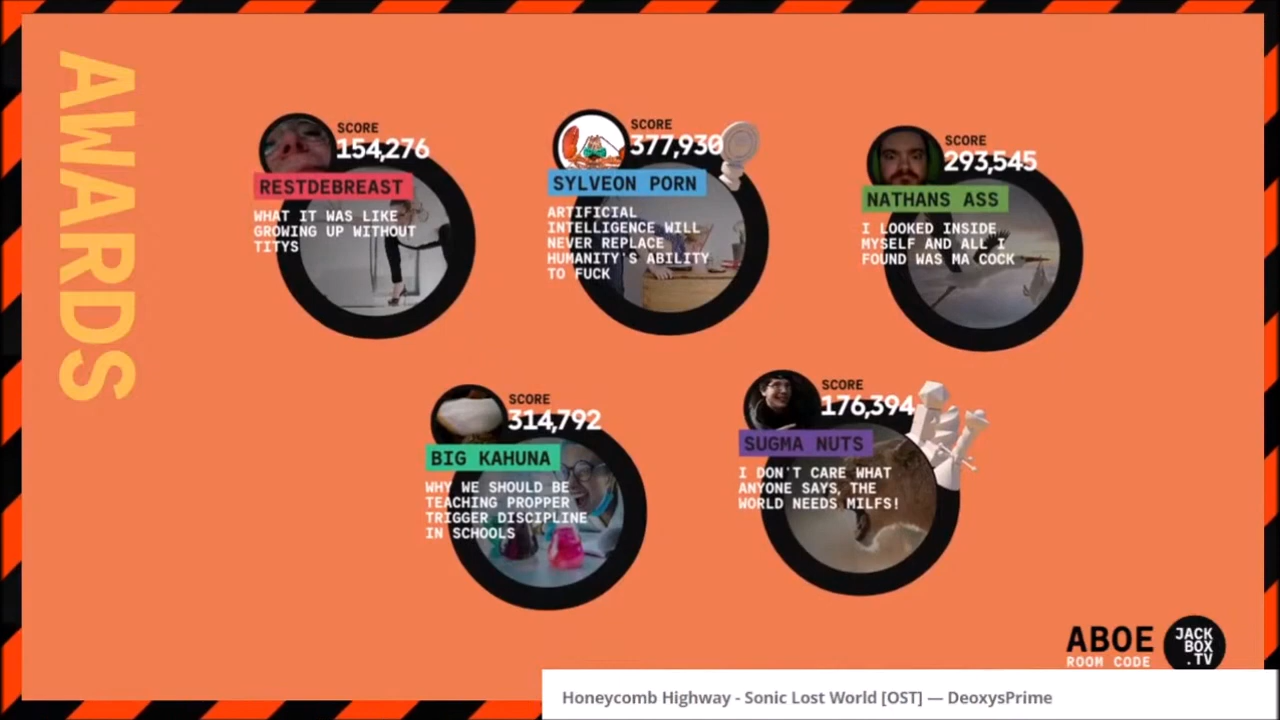 AWARDS
SCORE
154,276
RESTDEBREAST
WHAT IT WAS LIKE
GROWING UP WITHOUT
TITYS
SCORE
377,930
SYLVEON PORN
ARTIFICIAL
INTELLIGENCE WILL
NEVER REPLACE
HUMANITY'S ABILITY
TO FUCK
SCORE
293,545
NATHANS ASS
I LOOKED INSIDE
MYSELF AND ALL I
FOUND WAS MA COCK
SCORE
314,792
BIG KAHUNA
WHY WE SHOULD BE
TEACHING PROPPER
TRIGGER DISCIPLINE
IN SCHOOLS
SCORE
176,394
SUGMA NUTS
I DON'T CARE WHAT
ANYONE SAYS, THE
WORLD NEEDS MILFS!
ABOE
ROOM CODE
JACK
BOX
.TV
Honeycomb Highway - Sonic Lost World [OST] — DeoxysPrime